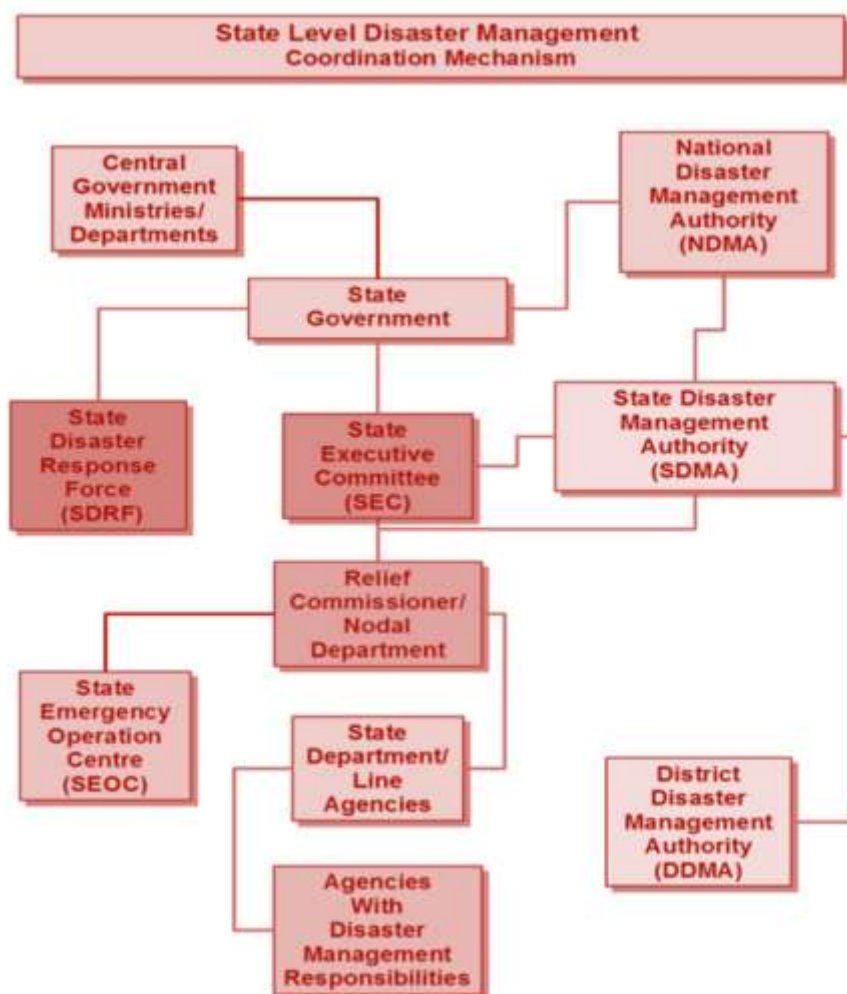 State Level Disaster Management
Coordination Mechanism
Central
Government
Ministries/
Departments
National
Disaster
Management
Authority
(NDMA)
State
Government
State
Disaster
Response
Force
(SDRF)
State
Executive
Committee
(SEC)
State Disaster
Management
Authority
(SDMA)
Relief
Commissioner/
Nodal
Department
State
Emergency
Operation
Centre
(SEOC)
State
Department/
Line
Agencies
District
Disaster
Management
Authority
(DDMA)
Agencies
With
Disaster
Management
Responsibilities